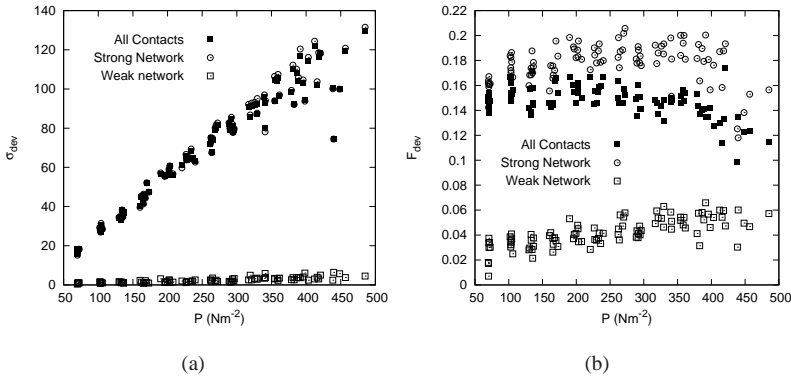 140
120
100
80
60
40
20
0
σdev
50 100 150 200 250 300 350 400 450 500
P (Nm-2)
All Contacts
Strong Network
Weak network
(a)
0.22
0.2
0.18
0.16
0.14
0.12
0.1
0.08
0.06
0.04
0.02
0
Fdev
50 100 150 200 250 300 350 400 450 500
P (Nm-2)
All Contacts
Strong Network
Weak Network
(b)